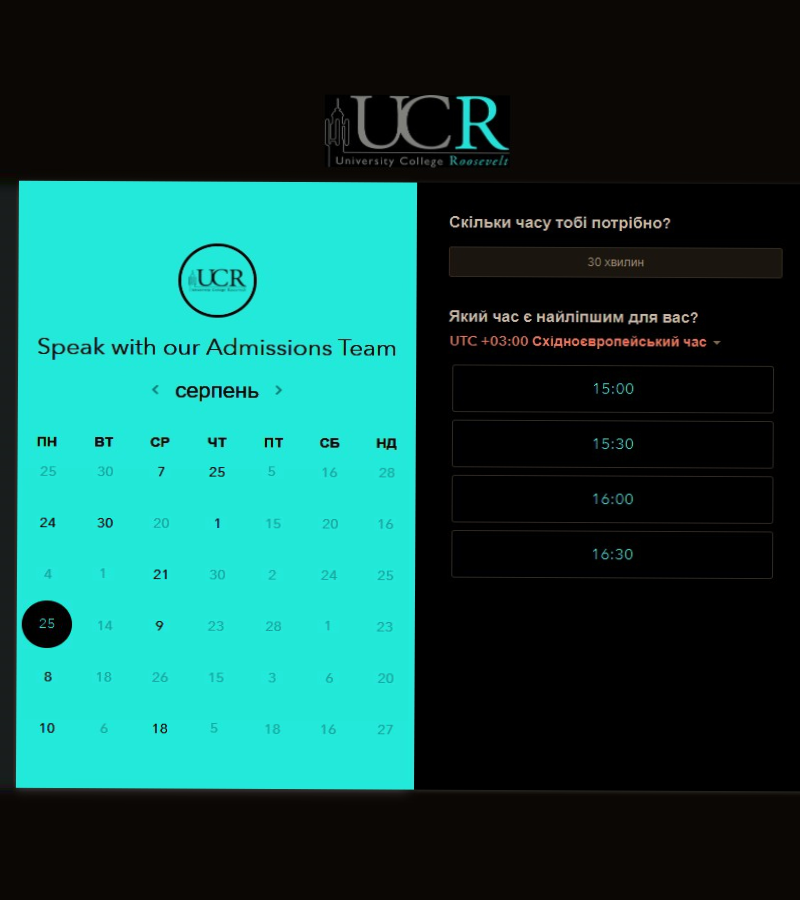 UCR
University College Roosevelt
UCR
University College Roosevelt
Speak with our Admissions Team
< серпень >
ПН ВТ СР ЧТ ПТ СБ НД
25 30 7 25 5 16 28
24 30 20 1 15 20 16
4 1 21 30 2 24 25
25 14 9 23 28 1 23
8 18 26 15 3 6 20
10 6 18 5 18 16 27
Скільки часу тобі потрібно?
30 хвилин
Який час є найліпшим для вас?
UTC +03:00 Східноєвропейський час
15:00
15:30
16:00
16:30